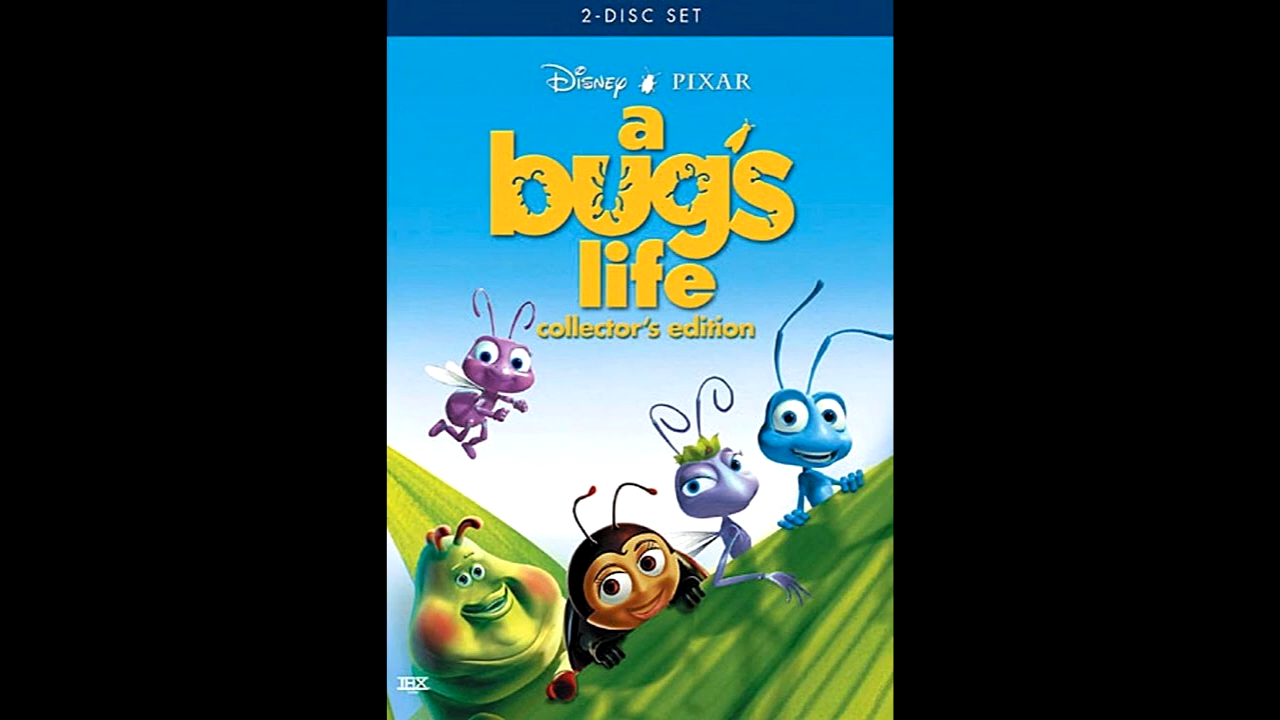 2-DISC SET
Disney PIXAR
a
bug's
life
collector's edition
THX